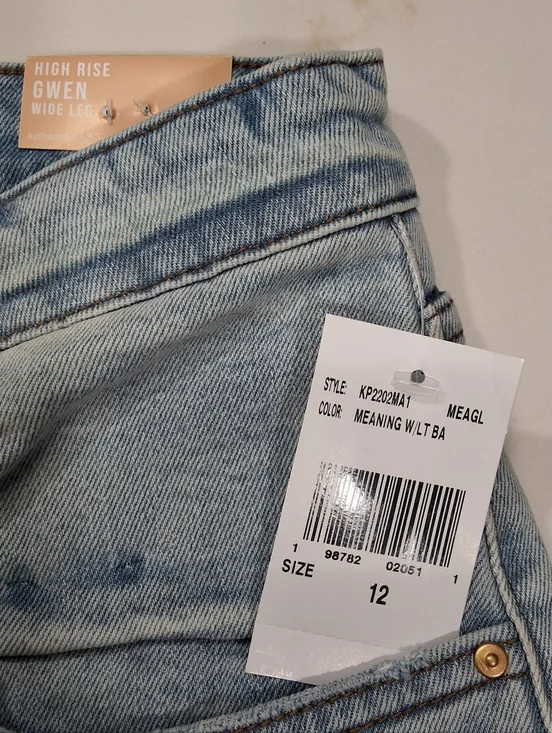 HIGH RISE
GWEN
WIDE LEG
STYLE: KP2202MA1 MEAGL
COLOR: MEANING W/LT BA
1 98782 02051 1
SIZE 12